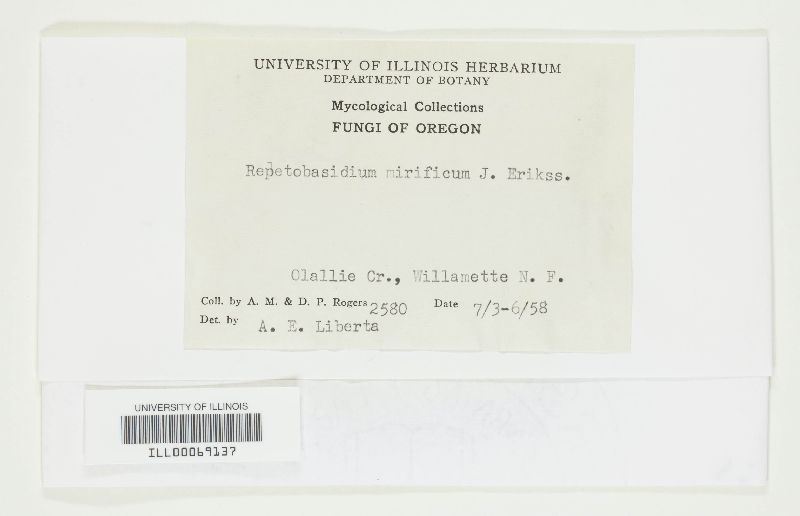 UNIVERSITY OF ILLINOIS HERBARIUM
DEPARTMENT OF BOTANY
Mycological Collections
FUNGI OF OREGON
Repetobasidium mirificum J. Erikss.
Olallie Cr., Willamette N. F.
Coll. by A. M. & D. P. Rogers 2580 Date 7/3-6/58
Det. by A. E. Liberta
UNIVERSITY OF ILLINOIS
ILL00069137